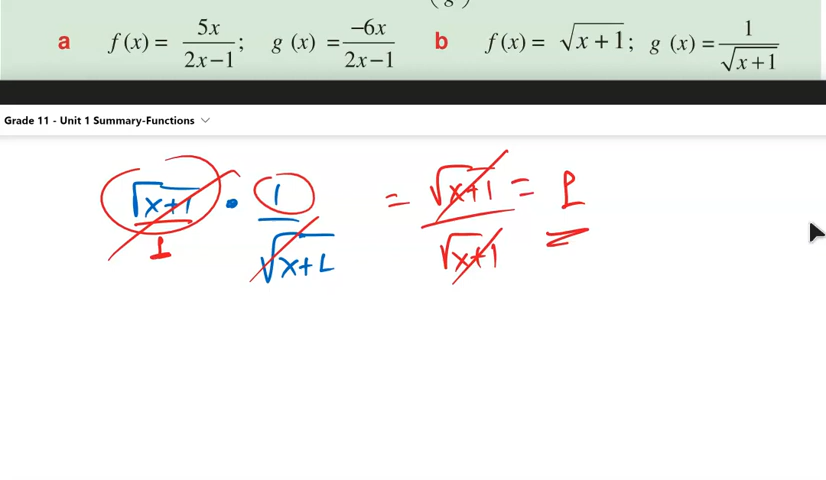 a f(x) = 5x/2x−1; g (x) = −6x/2x−1 b f(x) = √x+1; g (x) = 1/√x+1
Grade 11 - Unit 1 Summary-Functions
√x+1/1 · 1/√x+1 = √x+1/√x+1 = 1